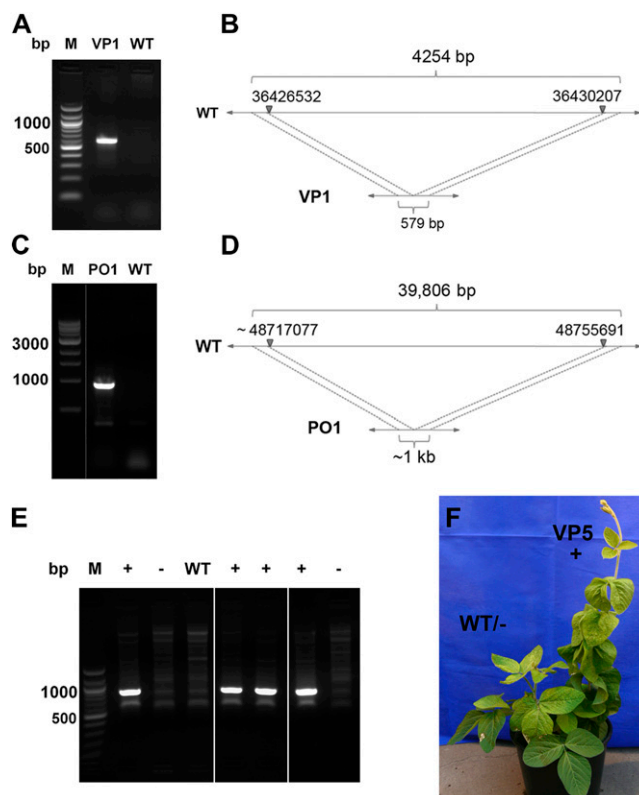 A
B
bp M VP1 WT
4254 bp
36426532 36430207
1000
500
WT
VP1
579 bp
C
D
bp M PO1 WT
39,806 bp
~ 48717077 48755691
3000
WT
1000
PO1
~1 kb
E
F
bp M + - WT + + + -
VP5
+
WT/-
1000
500